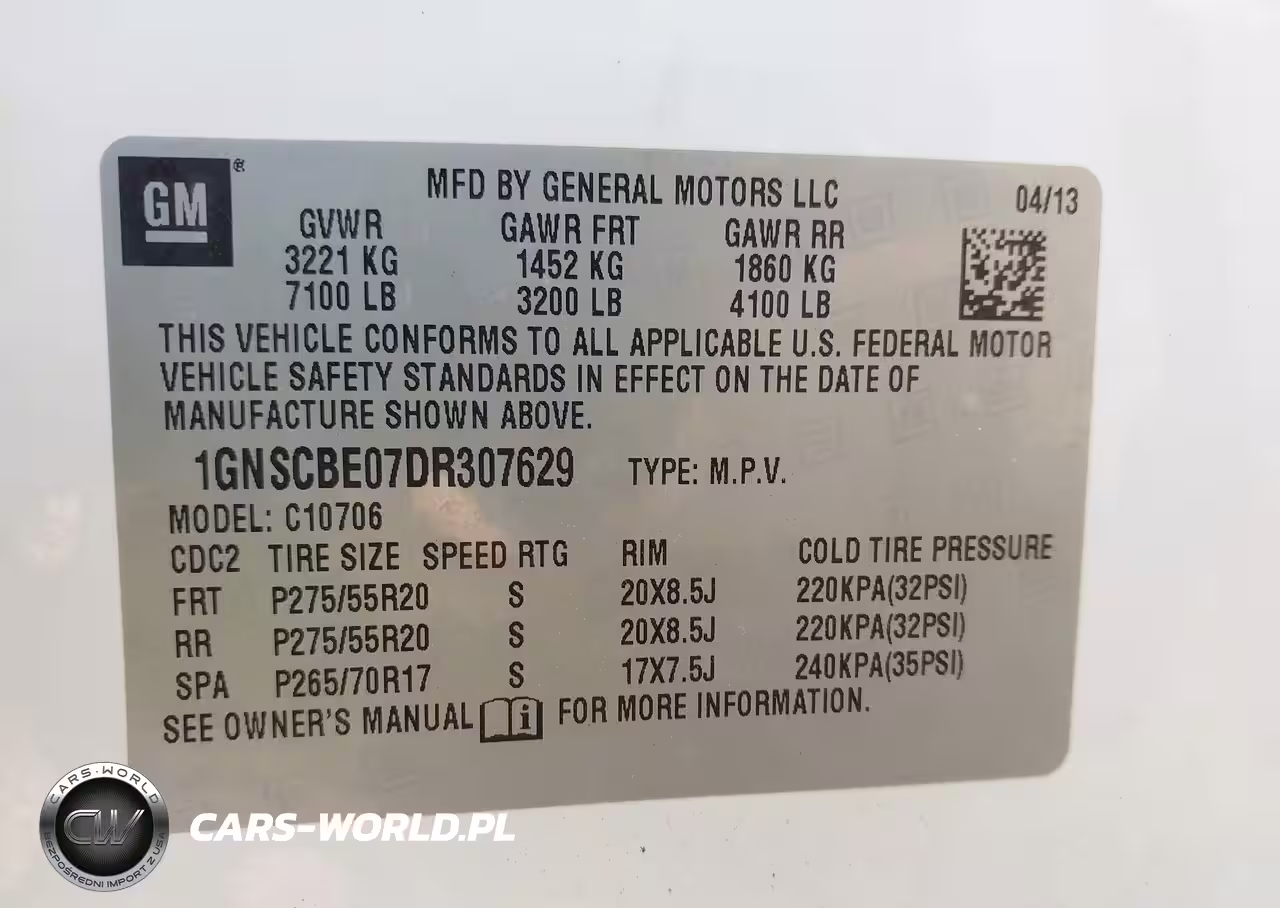 GM ®
MFD BY GENERAL MOTORS LLC 04/13
GVWR GAWR FRT GAWR RR
3221 KG 1452 KG 1860 KG
7100 LB 3200 LB 4100 LB
THIS VEHICLE CONFORMS TO ALL APPLICABLE U.S. FEDERAL MOTOR
VEHICLE SAFETY STANDARDS IN EFFECT ON THE DATE OF
MANUFACTURE SHOWN ABOVE.
1GNSCBE07DR307629 TYPE: M.P.V.
MODEL: C10706
CDC2 TIRE SIZE SPEED RTG RIM COLD TIRE PRESSURE
FRT P275/55R20 S 20X8.5J 220KPA(32PSI)
RR P275/55R20 S 20X8.5J 220KPA(32PSI)
SPA P265/70R17 S 17X7.5J 240KPA(35PSI)
SEE OWNER'S MANUAL i FOR MORE INFORMATION.
CARS-WORLD
CW
BEZPOŚREDNI IMPORT Z USA
CARS-WORLD.PL